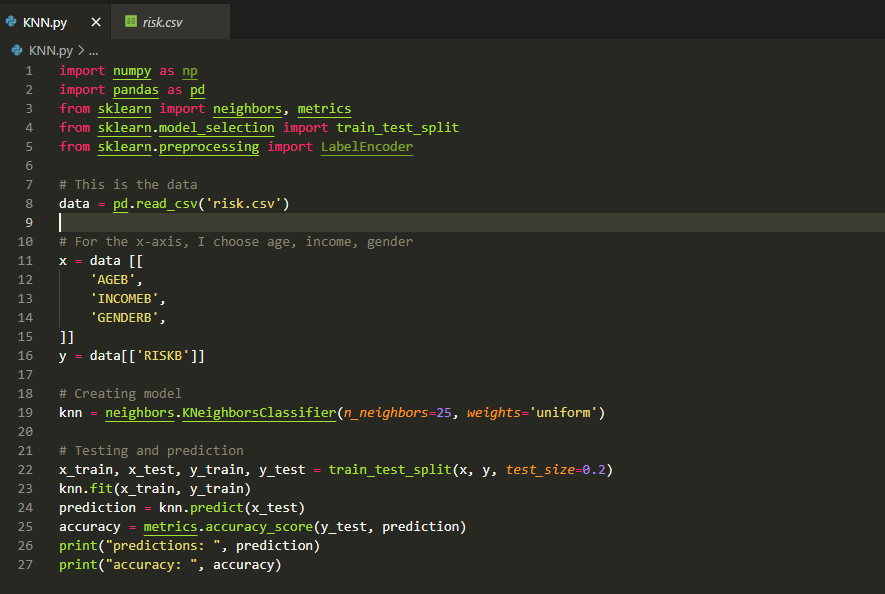 KNN.py × risk.csv
KNN.py > ...
1 import numpy as np
2 import pandas as pd
3 from sklearn import neighbors, metrics
4 from sklearn.model_selection import train_test_split
5 from sklearn.preprocessing import LabelEncoder
6
7 # This is the data
8 data = pd.read_csv('risk.csv')
9
10 # For the x-axis, I choose age, income, gender
11 x = data [[
12     'AGEB',
13     'INCOMEB',
14     'GENDERB',
15 ]]
16 y = data[['RISKB']]
17
18 # Creating model
19 knn = neighbors.KNeighborsClassifier(n_neighbors=25, weights='uniform')
20
21 # Testing and prediction
22 x_train, x_test, y_train, y_test = train_test_split(x, y, test_size=0.2)
23 knn.fit(x_train, y_train)
24 prediction = knn.predict(x_test)
25 accuracy = metrics.accuracy_score(y_test, prediction)
26 print("predictions: ", prediction)
27 print("accuracy: ", accuracy)